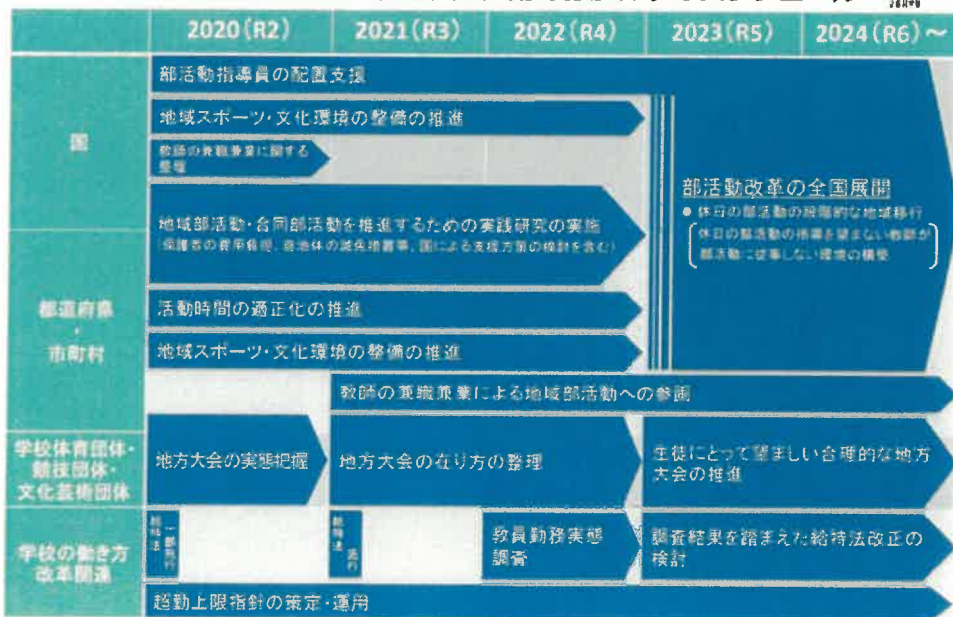 2020(R2)
2021(R3)
2022(R4)
2023(R5)
2024(R6)～
国
部活動指導員の配置支援
地域スポーツ・文化環境の整備の推進
教師の兼職兼業に関する
整理
地域部活動・合同部活動を推進するための実践研究の実施
(保護者の費用負担、自治体の減免措置等、国による支援方策の検討を含む)
部活動改革の全国展開
● 休日の部活動の段階的な地域移行
休日の部活動の指導を望まない教師が
部活動に従事しない環境の構築
都道府県
・
市町村
活動時間の適正化の推進
地域スポーツ・文化環境の整備の推進
教師の兼職兼業による地域部活動への参画
学校体育団体・
競技団体・
文化芸術団体
地方大会の実態把握
地方大会の在り方の整理
生徒にとって望ましい合理的な地方
大会の推進
学校の働き方
改革関連
給特法
一部施行
給特法
施行
教員勤務実態
調査
調査結果を踏まえた給特法改正の
検討
超勤上限指針の策定・運用